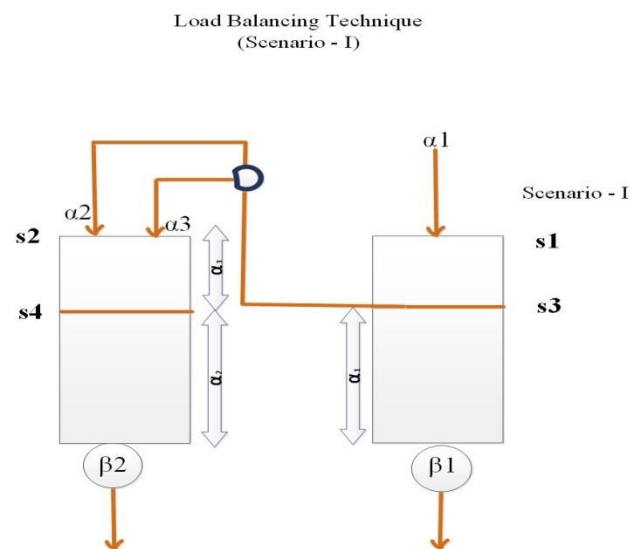 Load Balancing Technique
(Scenario - I)
α1
Scenario - I
α2
α3
s2
s1
α₃
s4
s3
α₂
α₁
β2
β1